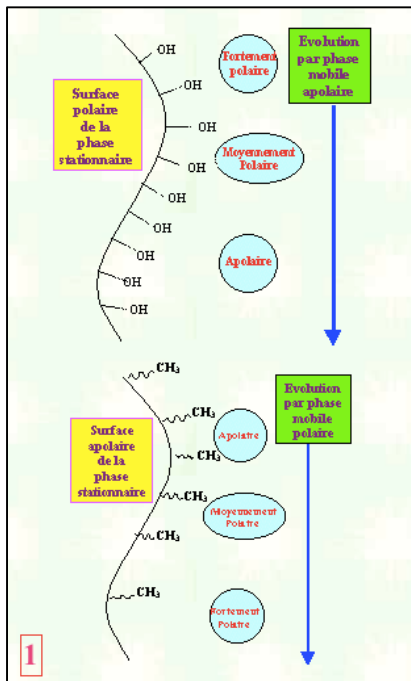 OH
Fortement
polaire
Evolution
par phase
mobile
apolaire
OH
Surface
polaire
de la
phase
stationnaire
OH
Moyennement
Polaire
OH
OH
OH
OH
Apolaire
OH
OH
CH3
Evolution
par phase
mobile
polaire
CH3
Surface
apolaire
de la
phase
stationnaire
Apolaire
CH3
CH3
Moyennement
Polaire
CH3
CH3
Fortement
Polaire
1